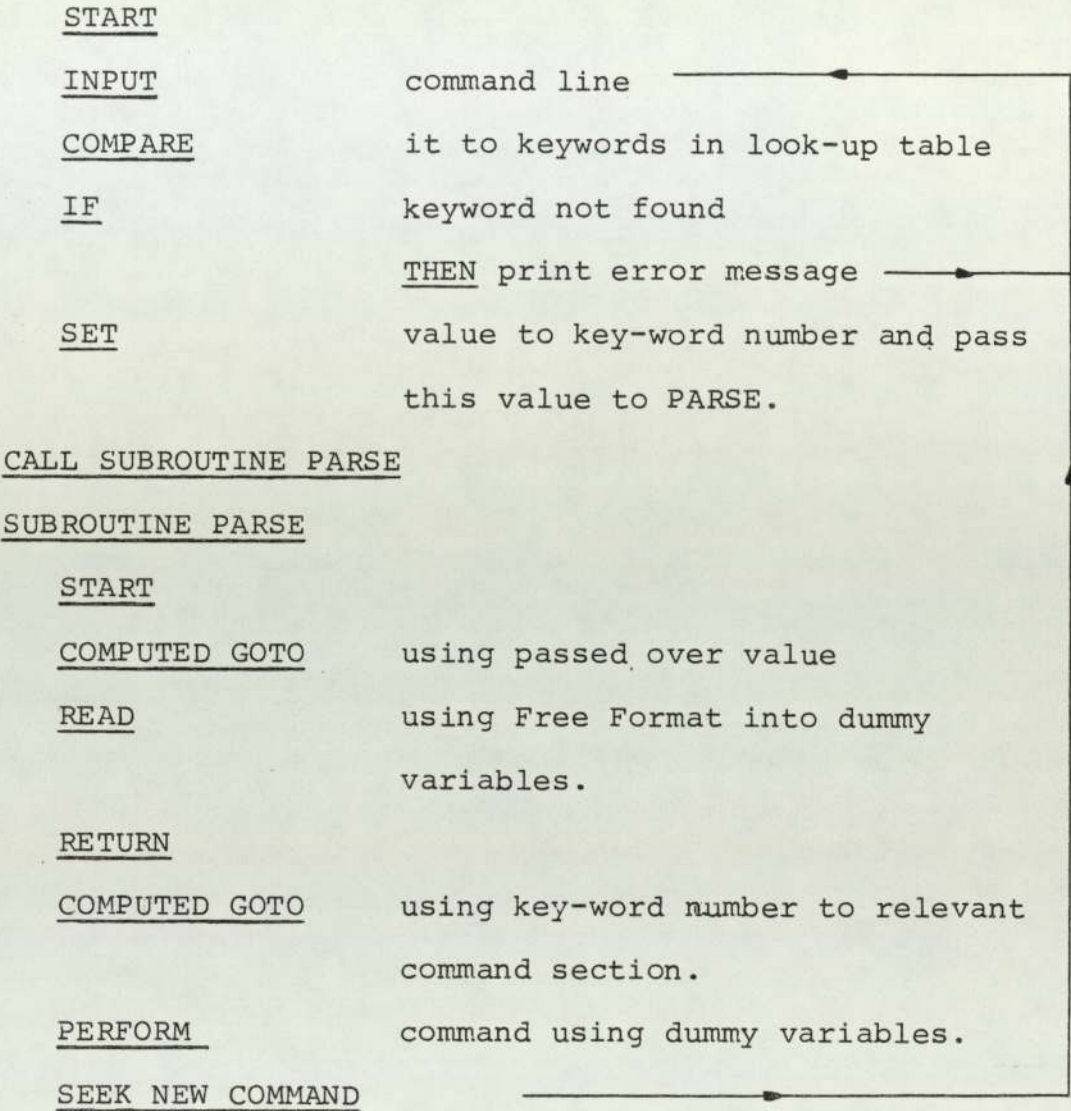 START
INPUT command line
COMPARE it to keywords in look-up table
IF keyword not found
THEN print error message
SET value to key-word number and pass
this value to PARSE.
CALL SUBROUTINE PARSE
SUBROUTINE PARSE
START
COMPUTED GOTO using passed over value
READ using Free Format into dummy
variables.
RETURN
COMPUTED GOTO using key-word number to relevant
command section.
PERFORM command using dummy variables.
SEEK NEW COMMAND